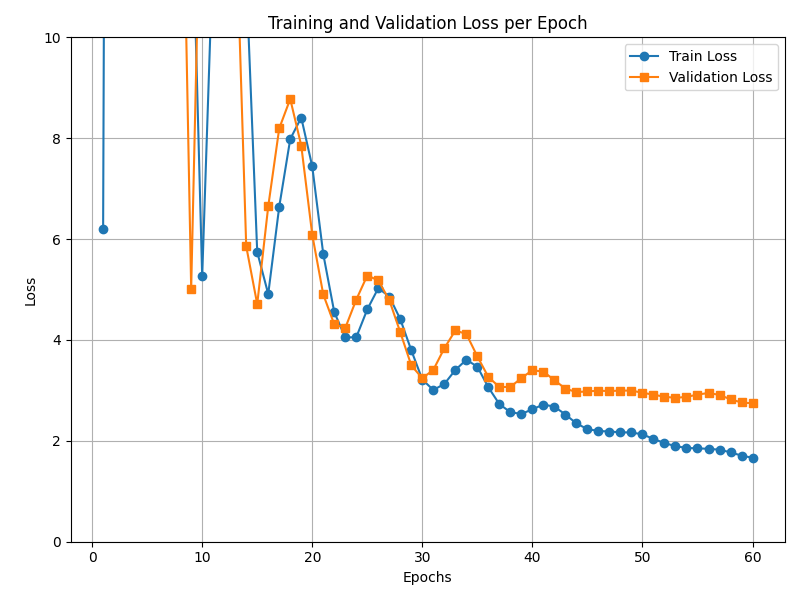 Training and Validation Loss per Epoch
Train Loss
Validation Loss
Loss
10
8
6
4
2
0
0 10 20 30 40 50 60
Epochs